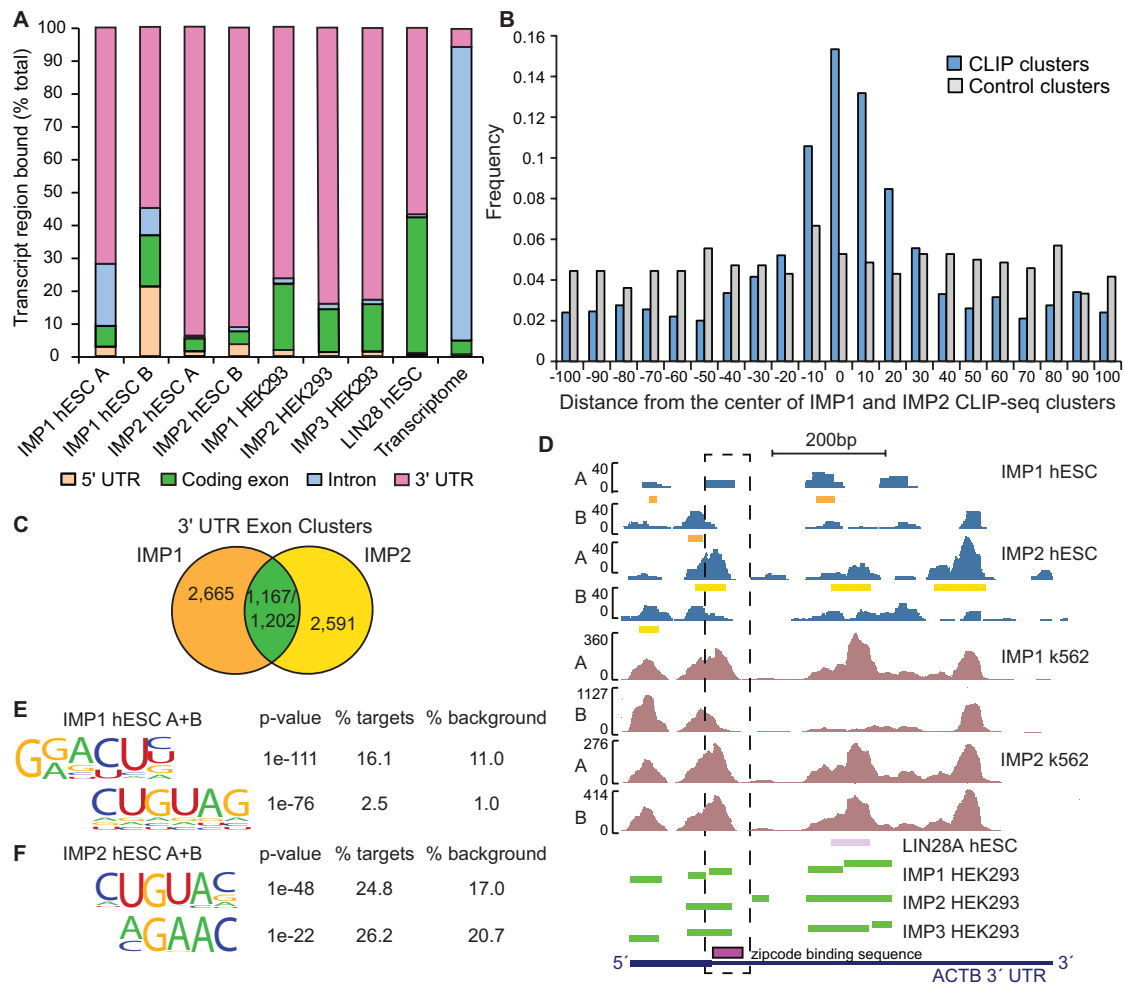 A
Transcript region bound (% total)
100
90
80
70
60
50
40
30
20
10
0
IMP1 hESC A
IMP1 hESC B
IMP2 hESC A
IMP2 hESC B
IMP1 HEK293
IMP2 HEK293
IMP3 HEK293
LIN28 hESC
Transcriptome
5' UTR
Coding exon
Intron
3' UTR
B
Frequency
0.16
0.14
0.12
0.1
0.08
0.06
0.04
0.02
0
CLIP clusters
Control clusters
-100 -90 -80 -70 -60 -50 -40 -30 -20 -10 0 10 20 30 40 50 60 70 80 90 100
Distance from the center of IMP1 and IMP2 CLIP-seq clusters
C
3' UTR Exon Clusters
IMP1
IMP2
2,665
1,167/
1,202
2,591
D
200bp
A 40 0 IMP1 hESC
B 40 0
A 40 0 IMP2 hESC
B 40 0
A 360 0 IMP1 k562
B 1127 0
A 276 0 IMP2 k562
B 414 0
LIN28A hESC
IMP1 HEK293
IMP2 HEK293
IMP3 HEK293
zipcode binding sequence
5´ 3´
ACTB 3´ UTR
E
IMP1 hESC A+B p-value % targets % background
GGACUC 1e-111 16.1 11.0
CUGUAG 1e-76 2.5 1.0
F
IMP2 hESC A+B p-value % targets % background
CUGUAC 1e-48 24.8 17.0
AGAAC 1e-22 26.2 20.7